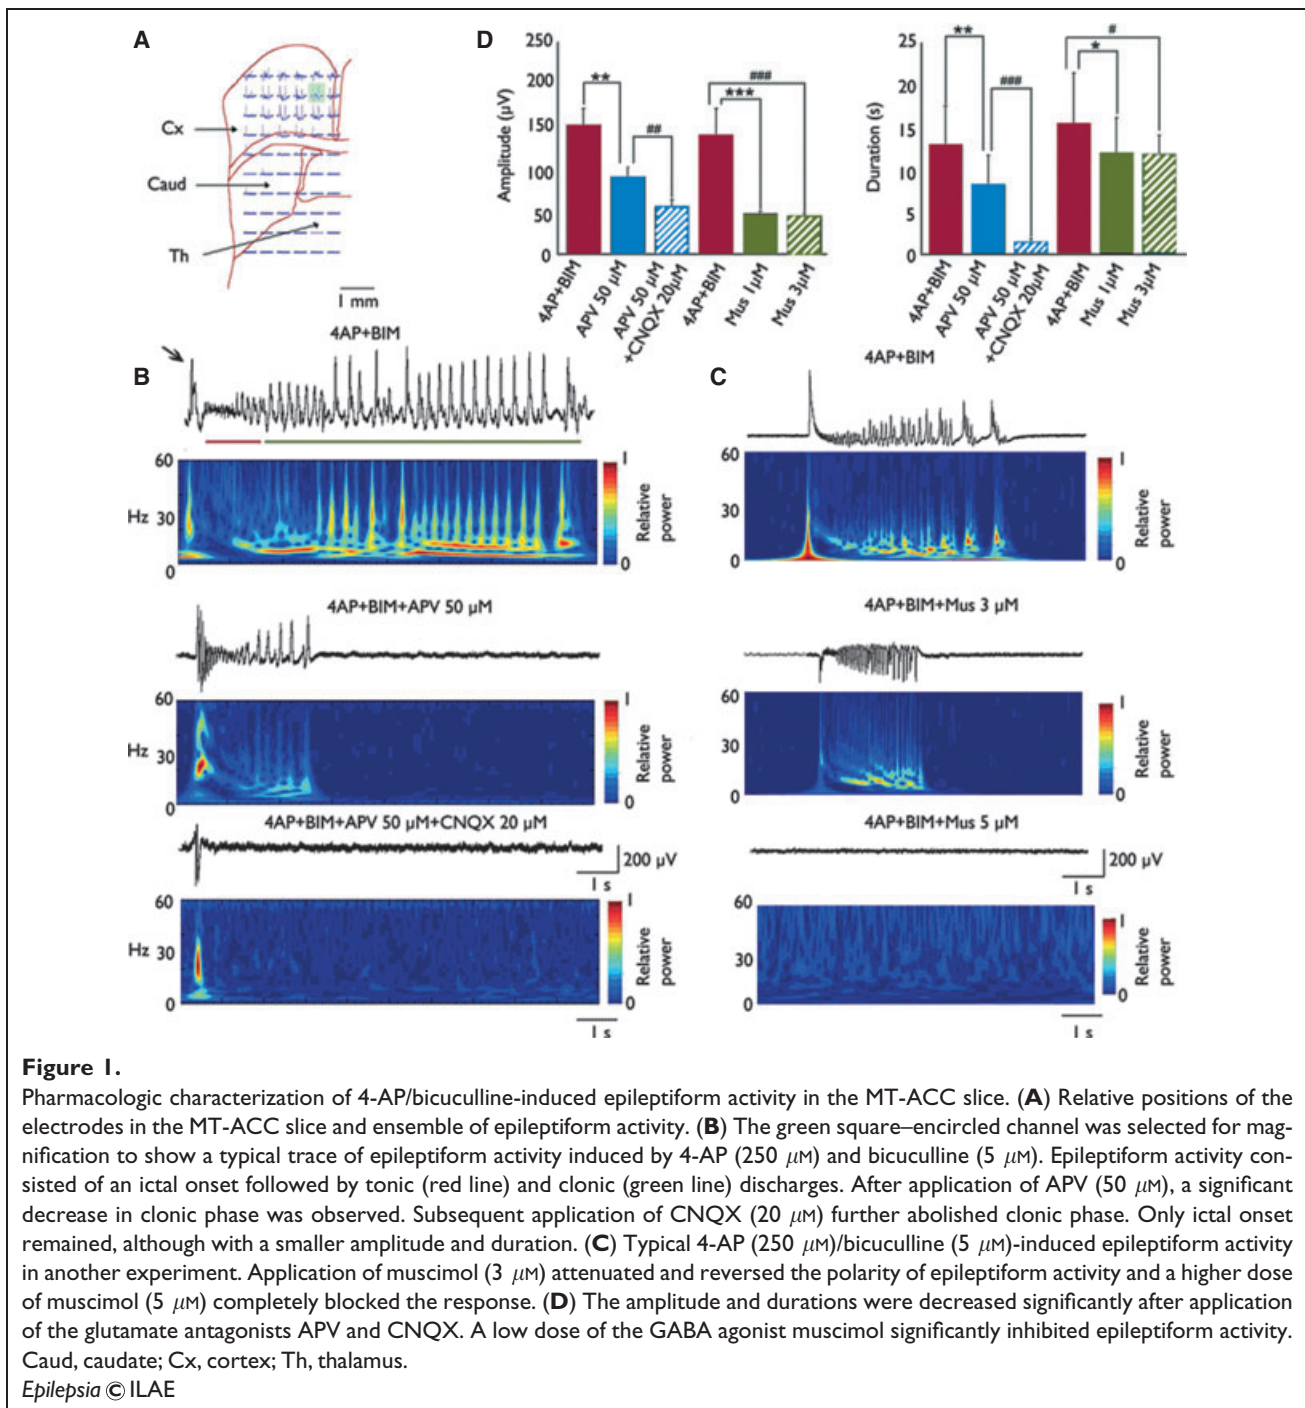 A
Cx
Caud
Th
1 mm
D
Amplitude (µV)
250
200
150
100
50
0
**
##
###
***
4AP+BIM
APV 50 µM
APV 50 µM
+CNQX 20µM
4AP+BIM
Mus 1µM
Mus 3µM
Duration (s)
25
20
15
10
5
0
**
###
#
*
4AP+BIM
APV 50 µM
APV 50 µM
+CNQX 20µM
4AP+BIM
Mus 1µM
Mus 3µM
B
4AP+BIM
60
Hz 30
0
1
0
Relative
power
4AP+BIM+APV 50 µM
60
Hz 30
0
1
0
Relative
power
4AP+BIM+APV 50 µM+CNQX 20 µM
200 µV
1 s
60
Hz
30
0
1
0
Relative
power
1 s
C
4AP+BIM
60
30
0
1
0
Relative
power
4AP+BIM+Mus 3 µM
60
30
0
1
0
Relative
power
4AP+BIM+Mus 5 µM
200 µV
1 s
60
30
0
1
0
Relative
power
1 s
Figure 1.
Pharmacologic characterization of 4-AP/bicuculline-induced epileptiform activity in the MT-ACC slice. (A) Relative positions of the
electrodes in the MT-ACC slice and ensemble of epileptiform activity. (B) The green square–encircled channel was selected for mag-
nification to show a typical trace of epileptiform activity induced by 4-AP (250 µM) and bicuculline (5 µM). Epileptiform activity con-
sisted of an ictal onset followed by tonic (red line) and clonic (green line) discharges. After application of APV (50 µM), a significant
decrease in clonic phase was observed. Subsequent application of CNQX (20 µM) further abolished clonic phase. Only ictal onset
remained, although with a smaller amplitude and duration. (C) Typical 4-AP (250 µM)/bicuculline (5 µM)-induced epileptiform activity
in another experiment. Application of muscimol (3 µM) attenuated and reversed the polarity of epileptiform activity and a higher dose
of muscimol (5 µM) completely blocked the response. (D) The amplitude and durations were decreased significantly after application
of the glutamate antagonists APV and CNQX. A low dose of the GABA agonist muscimol significantly inhibited epileptiform activity.
Caud, caudate; Cx, cortex; Th, thalamus.
Epilepsia © ILAE